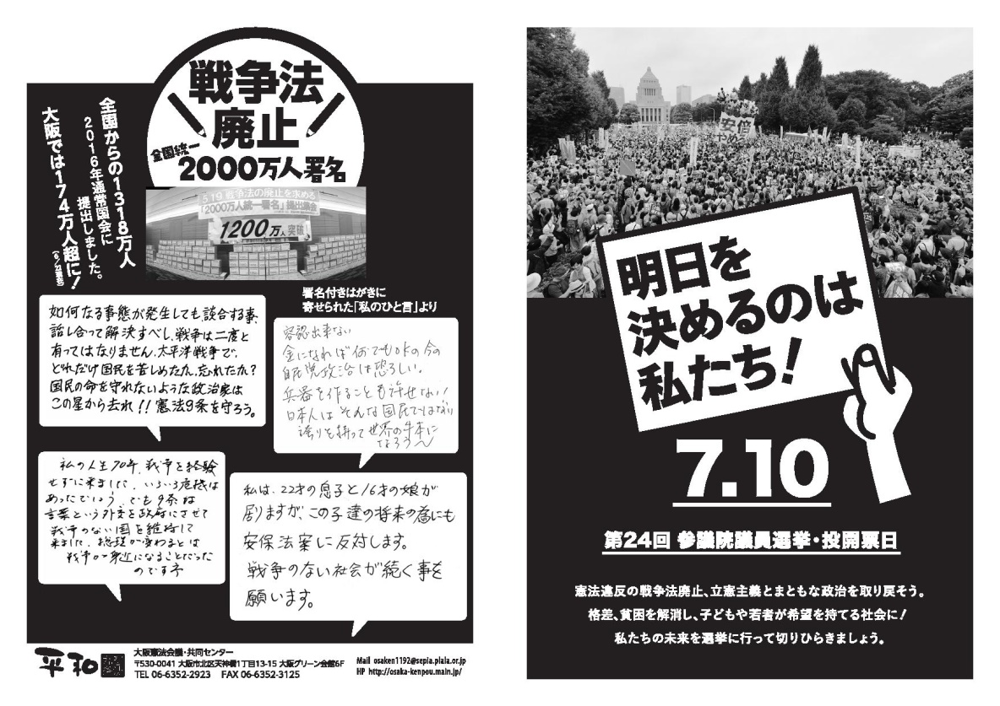 戦争法
廃止
全国統一
2000万人署名
全国からの1318万人
2016年通常国会に
提出しました。
大阪では174万人超に!
5.19 戦争法の廃止を求める
「2000万人統一署名」提出集会
1200万人突破
署名付きはがきに
寄せられた「私のひと言」より
如何なる事態が発生しても談合する事、
話し合って解決すべし、戦争は二度と
有ってはなりません。太平洋戦争で、
どれだけ国民を苦しめたか、忘れたか?
国民の命を守れないような政治家は
この星から去れ!!憲法9条を守ろう。
容認出来ない
金になれば何でもOKの今の
自民党政治は恐ろしい。
兵器を作ることも許せない!
日本人はそんな国民ではない
誇りを持って世界の手本に
なろう〜
私の人生70年、戦争を経験
せずに来ました。いろいろ危機は
あったでしょう。でも9条は
言葉という外交を政府にさせて
戦争のない国を維持して
来ました。総理が変わるとは
戦争が身近になることだった
のですネ
私は、22才の息子と16才の娘が
居りますが、この子達の将来の為にも
安保法案に反対します。
戦争のない社会が続く事を
願います。
平和
大阪憲法会議・共同センター
〒530-0041 大阪市北区天神橋1丁目13-15 大阪グリーン会館6F
TEL 06-6352-2923 FAX 06-6352-3125
Mail osaken1192@sepia.plala.or.jp
HP http://osaka-kenpou.main.jp/
安倍
やめろ
明日を
決めるのは
私たち!
7.10
第24回 参議院議員選挙・投開票日
憲法違反の戦争法廃止、立憲主義とまともな政治を取り戻そう。
格差、貧困を解消し、子どもや若者が希望を持てる社会に!
私たちの未来を選挙に行って切りひらきましょう。